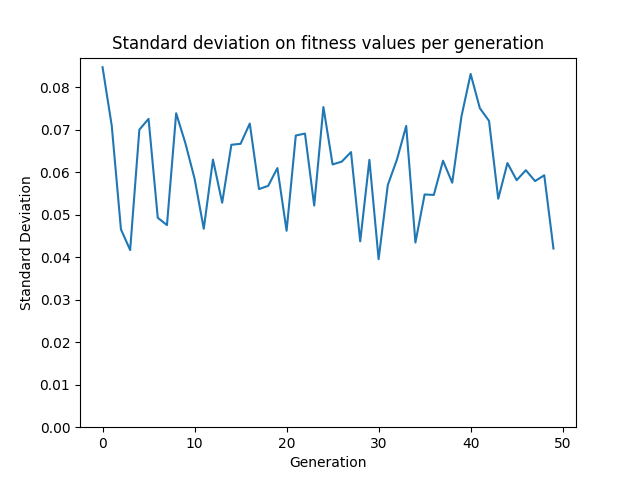 Standard deviation on fitness values per generation
Standard Deviation
0.08
0.07
0.06
0.05
0.04
0.03
0.02
0.01
0.00
0 10 20 30 40 50
Generation